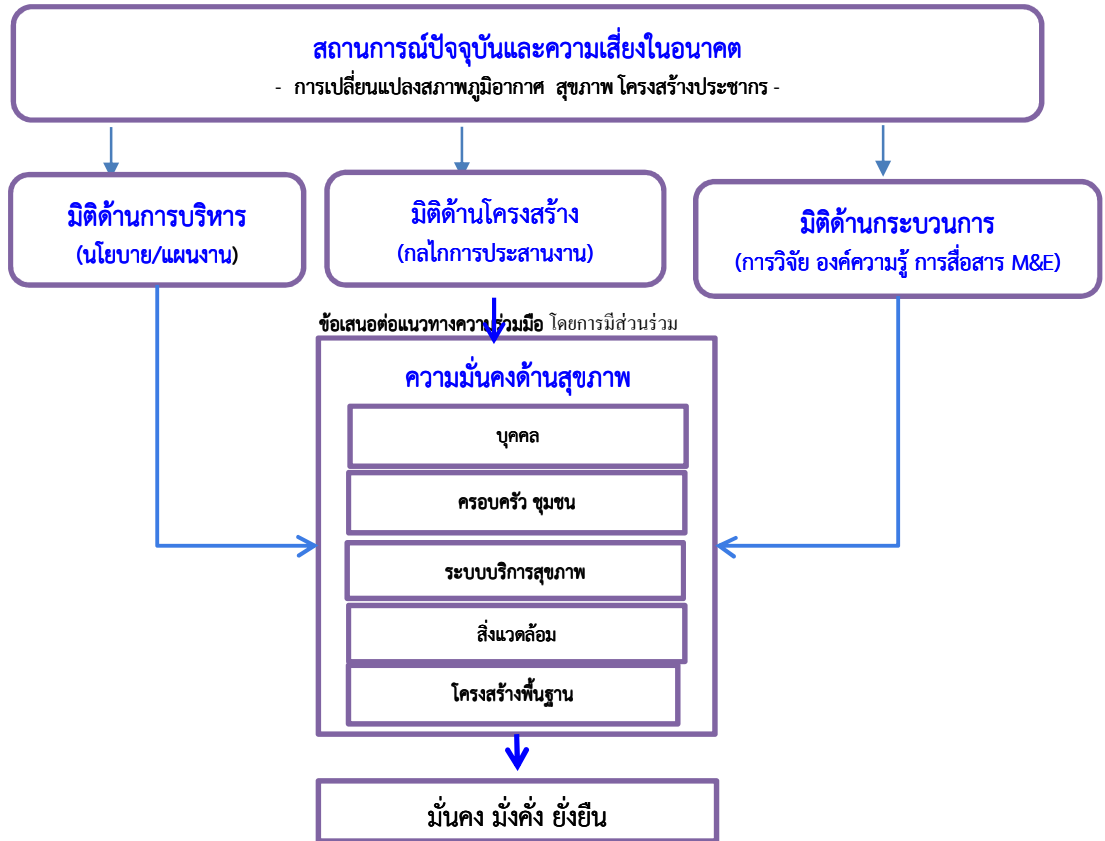 สถานการณ์ปัจจุบันและความเสี่ยงในอนาคต
- การเปลี่ยนแปลงสภาพภูมิอากาศ สุขภาพ โครงสร้างประชากร -
มิติด้านการบริหาร
(นโยบาย/แผนงาน)
มิติด้านโครงสร้าง
(กลไกการประสานงาน)
มิติด้านกระบวนการ
(การวิจัย องค์ความรู้ การสื่อสาร M&E)
ข้อเสนอต่อแนวทางความร่วมมือ โดยการมีส่วนร่วม
ความมั่นคงด้านสุขภาพ
บุคคล
ครอบครัว ชุมชน
ระบบบริการสุขภาพ
สิ่งแวดล้อม
โครงสร้างพื้นฐาน
มั่นคง มั่งคั่ง ยั่งยืน